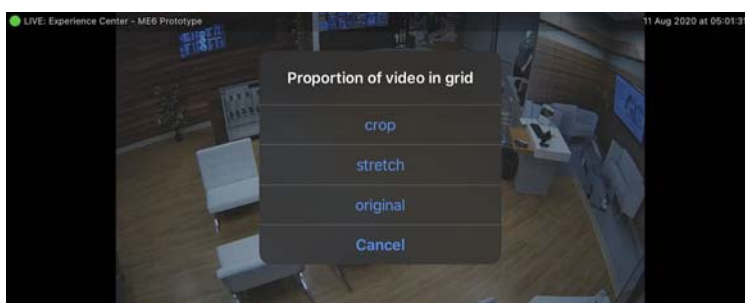 LIVE: Experience Center - ME6 Prototype
11 Aug 2020 at 05:01:3
Proportion of video in grid
crop
stretch
original
Cancel